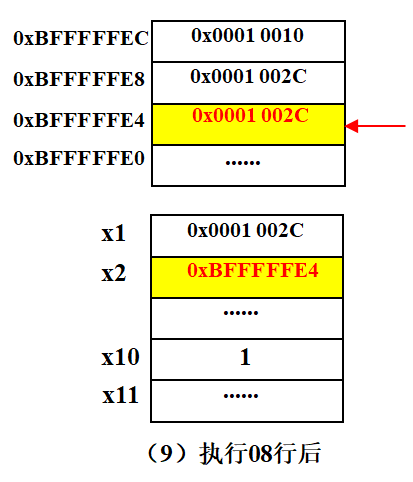 0xBFFFFFEC 0x0001 0010
0xBFFFFFE8 0x0001 002C
0xBFFFFFE4 0x0001 002C
0xBFFFFFE0 ······
x1 0x0001 002C
x2 0xBFFFFFE4
······
x10 1
x11 ······
（9）执行08行后